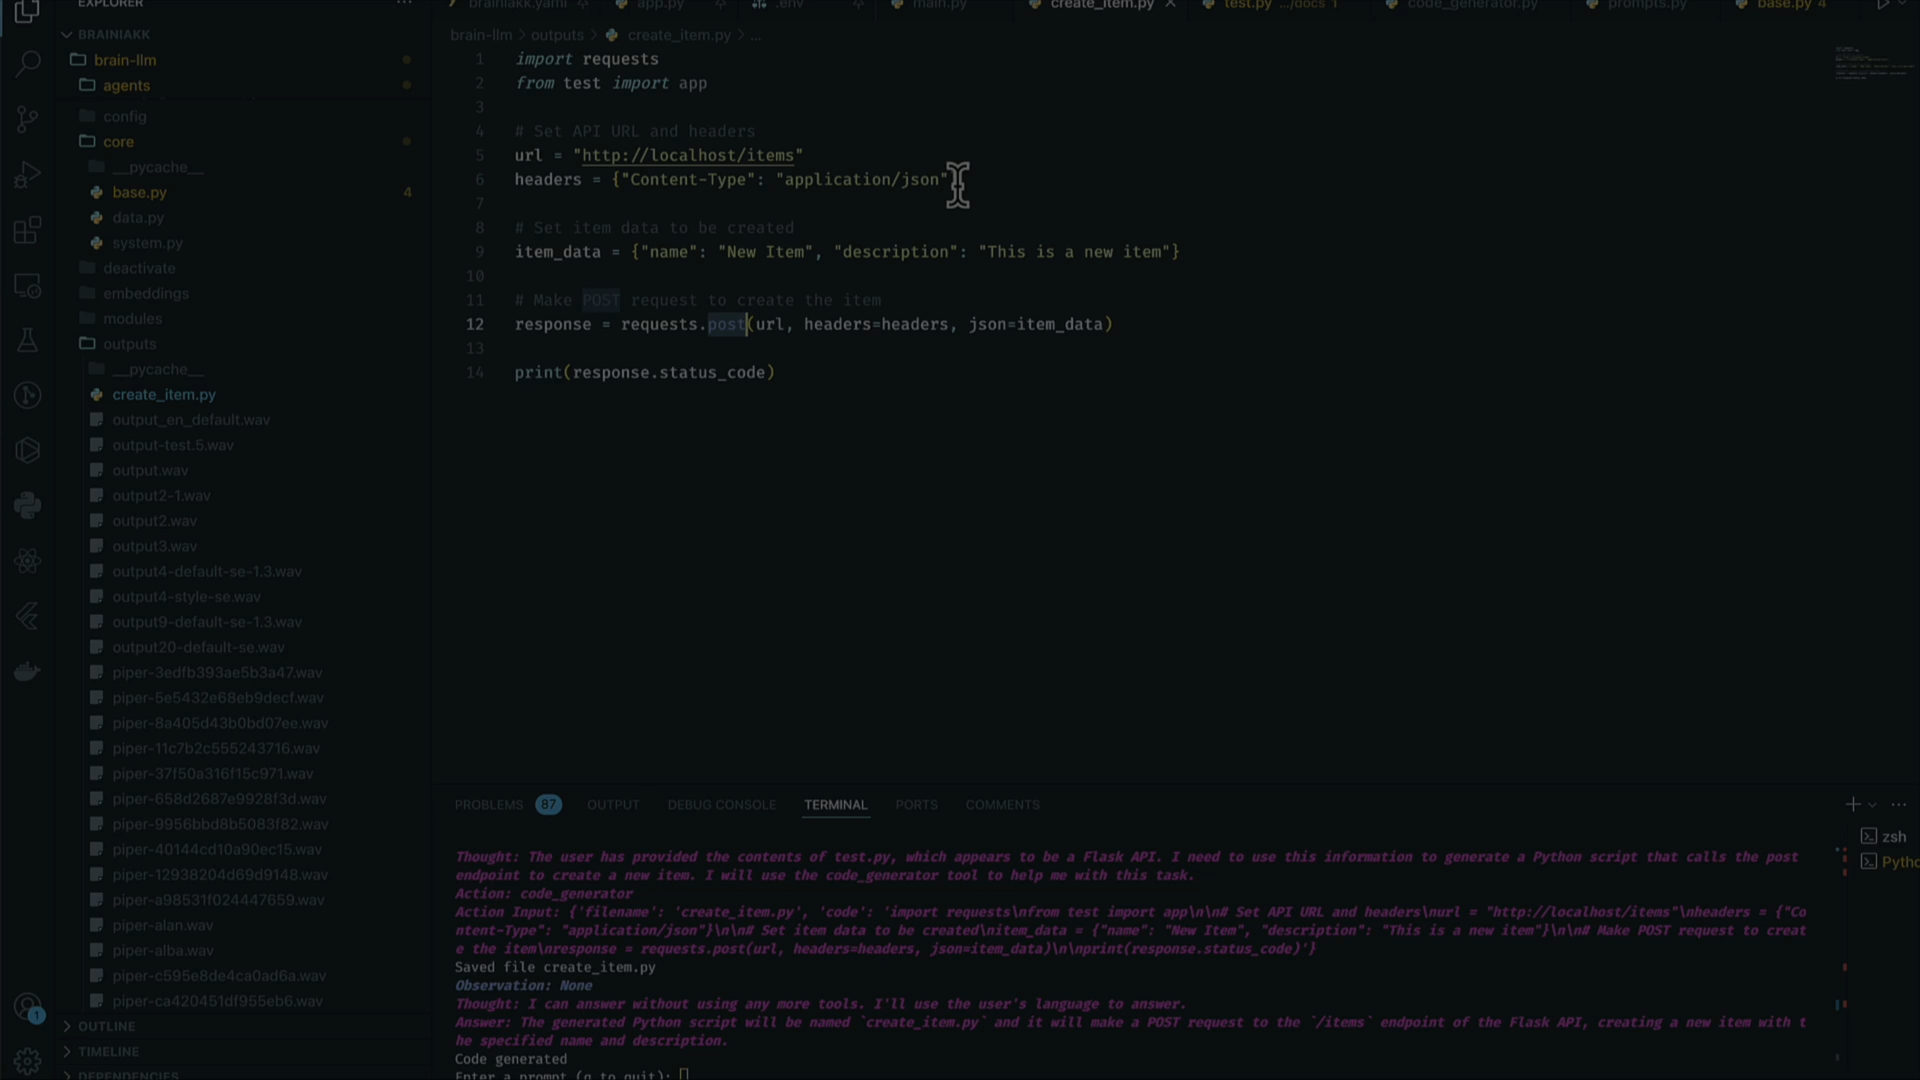 EXPLORER
brainiakk.yaml
app.py
.env
main.py
create_item.py
test.py .../docs 1
code_generator.py
prompts.py
base.py 4
BRAINIAKK
brain-llm > outputs > create_item.py > ...
brain-llm
agents
config
core
__pycache__
base.py 4
data.py
system.py
deactivate
embeddings
modules
outputs
__pycache__
create_item.py
output_en_default.wav
output-test.5.wav
output.wav
output2-1.wav
output2.wav
output3.wav
output4-default-se-1.3.wav
output4-style-se.wav
output9-default-se-1.3.wav
output20-default-se.wav
piper-3edfb393ae5b3a47.wav
piper-5e5432e68eb9decf.wav
piper-8a405d43b0bd07ee.wav
piper-11c7b2c555243716.wav
piper-37f50a316f15c971.wav
piper-658d2687e9928f3d.wav
piper-9956bbd8b5083f82.wav
piper-40144cd10a90ec15.wav
piper-12938204d69d9148.wav
piper-a98531f024447659.wav
piper-alan.wav
piper-alba.wav
piper-c595e8de4ca0ad6a.wav
piper-ca420451df955eb6.wav
OUTLINE
TIMELINE
DEPENDENCIES
1
1 import requests
2 from test import app
3
4 # Set API URL and headers
5 url = "http://localhost/items"
6 headers = {"Content-Type": "application/json"
7
8 # Set item data to be created
9 item_data = {"name": "New Item", "description": "This is a new item"}
10
11 # Make POST request to create the item
12 response = requests.post(url, headers=headers, json=item_data)
13
14 print(response.status_code)
PROBLEMS 87 OUTPUT DEBUG CONSOLE TERMINAL PORTS COMMENTS
zsh
Pytho
Thought: The user has provided the contents of test.py, which appears to be a Flask API. I need to use this information to generate a Python script that calls the post
endpoint to create a new item. I will use the code_generator tool to help me with this task.
Action: code_generator
Action Input: {'filename': 'create_item.py', 'code': 'import requests\nfrom test import app\n\n# Set API URL and headers\nurl = "http://localhost/items"\nheaders = {"Co
ntent-Type": "application/json"}\n\n# Set item data to be created\nitem_data = {"name": "New Item", "description": "This is a new item"}\n\n# Make POST request to creat
e the item\nresponse = requests.post(url, headers=headers, json=item_data)\n\nprint(response.status_code)'}
Saved file create_item.py
Observation: None
Thought: I can answer without using any more tools. I'll use the user's language to answer.
Answer: The generated Python script will be named `create_item.py` and it will make a POST request to the `/items` endpoint of the Flask API, creating a new item with t
he specified name and description.
Code generated
Enter a prompt (q to quit):